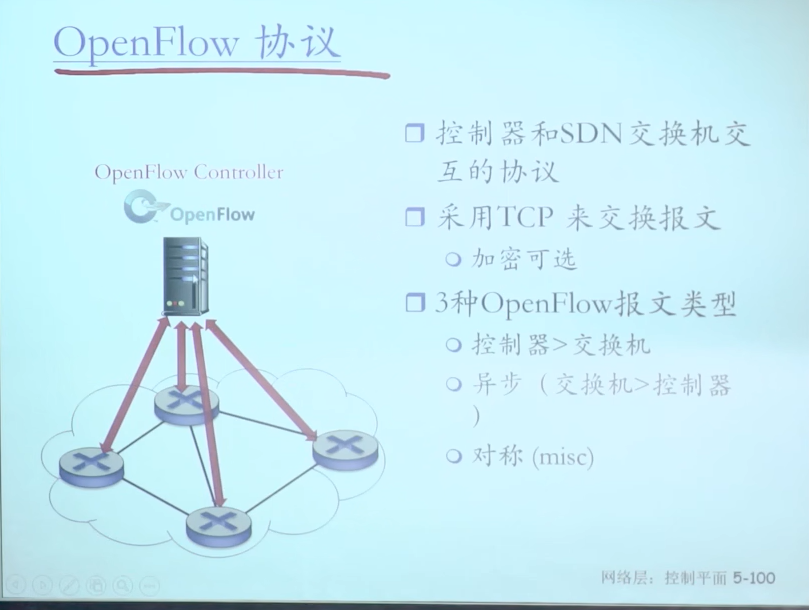 OpenFlow 协议
OpenFlow Controller
OpenFlow
控制器和SDN交换机交
互的协议
采用TCP 来交换报文
加密可选
3种OpenFlow报文类型
控制器>交换机
异步（交换机>控制器
）
对称 (misc)
网络层：控制平面 5-100